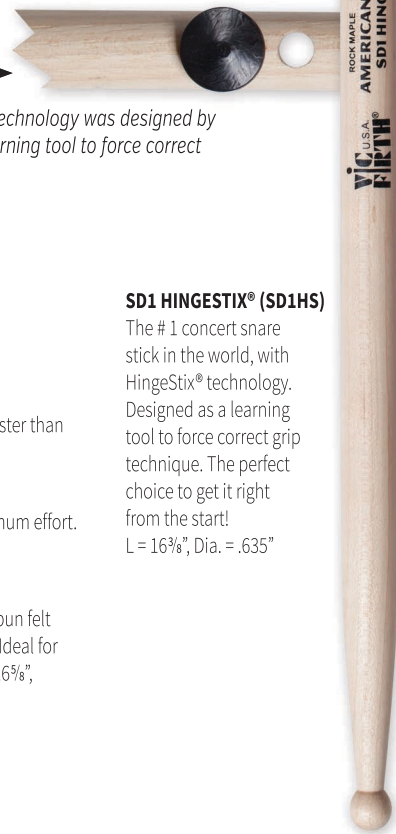 ROCK MAPLE
AMERICAN
SD1 HING
ViC U.S.A.
FIRTH®
echnology was designed by
rning tool to force correct
SD1 HINGESTIX® (SD1HS)
The # 1 concert snare
stick in the world, with
HingeStix® technology.
Designed as a learning
tool to force correct grip
technique. The perfect
choice to get it right
from the start!
L = 16⅜”, Dia. = .635”
ster than
num effort.
oun felt
Ideal for
6⅝”,